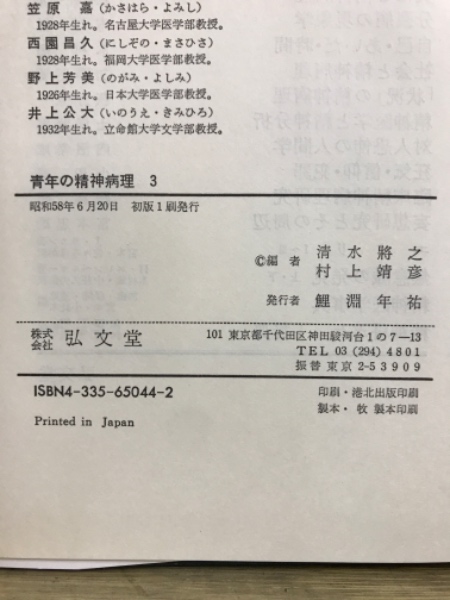 笠原　嘉（かさはら・よみし）
1928年生れ。名古屋大学医学部教授。
西園昌久（にしぞの・まさひさ）
1928年生れ。福岡大学医学部教授。
野上芳美（のがみ・よしみ）
1926年生れ。日本大学医学部教授。
井上公大（いのうえ・きみひろ）
1932年生れ。立命館大学文学部教授。
青年の精神病理 3
昭和58年6月20日　初版1刷発行
©編者　清水將之
村上靖彦
発行者　鯉淵年祐
株式会社 弘文堂
101 東京都千代田区神田駿河台1の7—13
TEL 03 (294) 4801
振替 東京 2-53909
ISBN4-335-65044-2
印刷・港北出版印刷
製本・牧 製本印刷
Printed in Japan